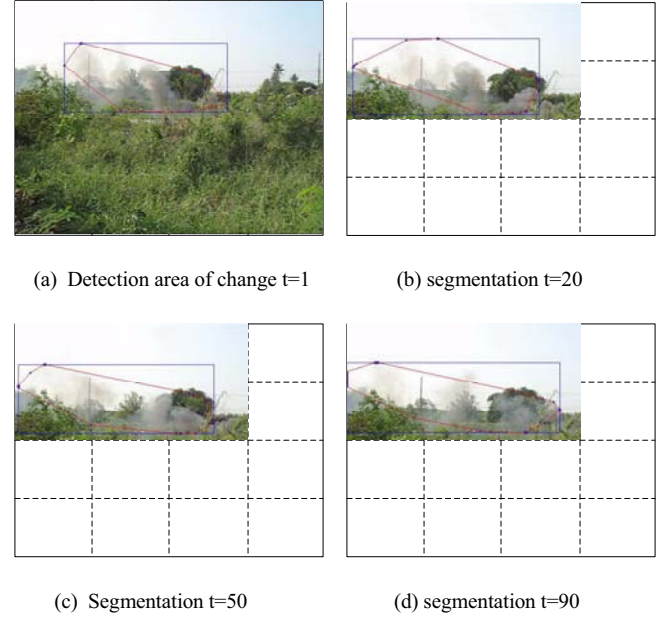 (a) Detection area of change t=1
(b) segmentation t=20
(c) Segmentation t=50
(d) segmentation t=90